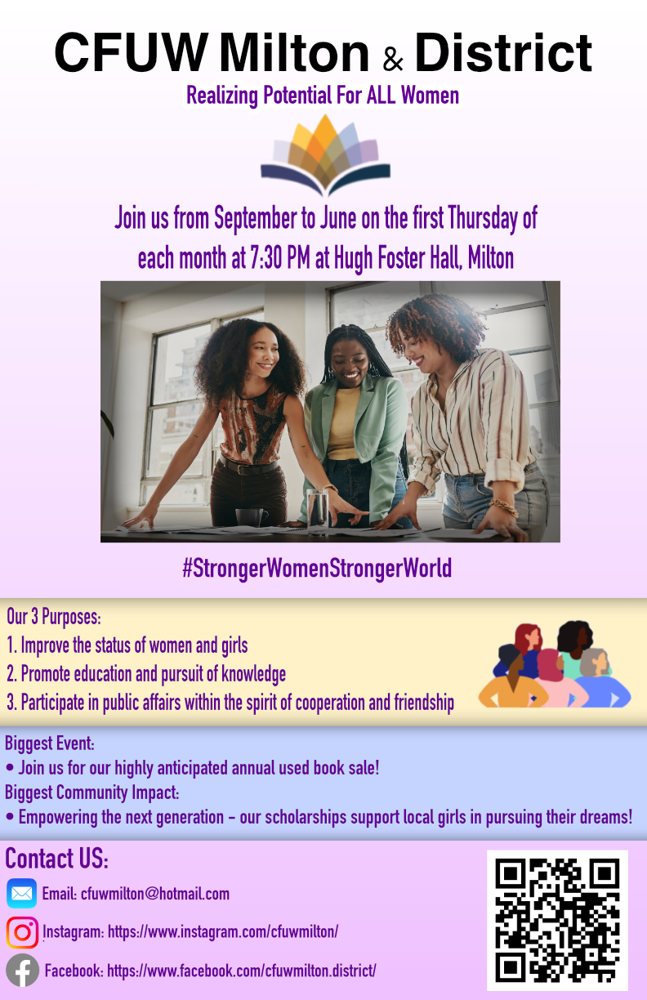 CFUW Milton & District
Realizing Potential For ALL Women
Join us from September to June on the first Thursday of
each month at 7:30 PM at Hugh Foster Hall, Milton
#StrongerWomenStrongerWorld
Our 3 Purposes:
1. Improve the status of women and girls
2. Promote education and pursuit of knowledge
3. Participate in public affairs within the spirit of cooperation and friendship
Biggest Event:
• Join us for our highly anticipated annual used book sale!
Biggest Community Impact:
• Empowering the next generation - our scholarships support local girls in pursuing their dreams!
Contact US:
Email: cfuwmilton@hotmail.com
Instagram: https://www.instagram.com/cfuwmilton/
Facebook: https://www.facebook.com/cfuwmilton.district/